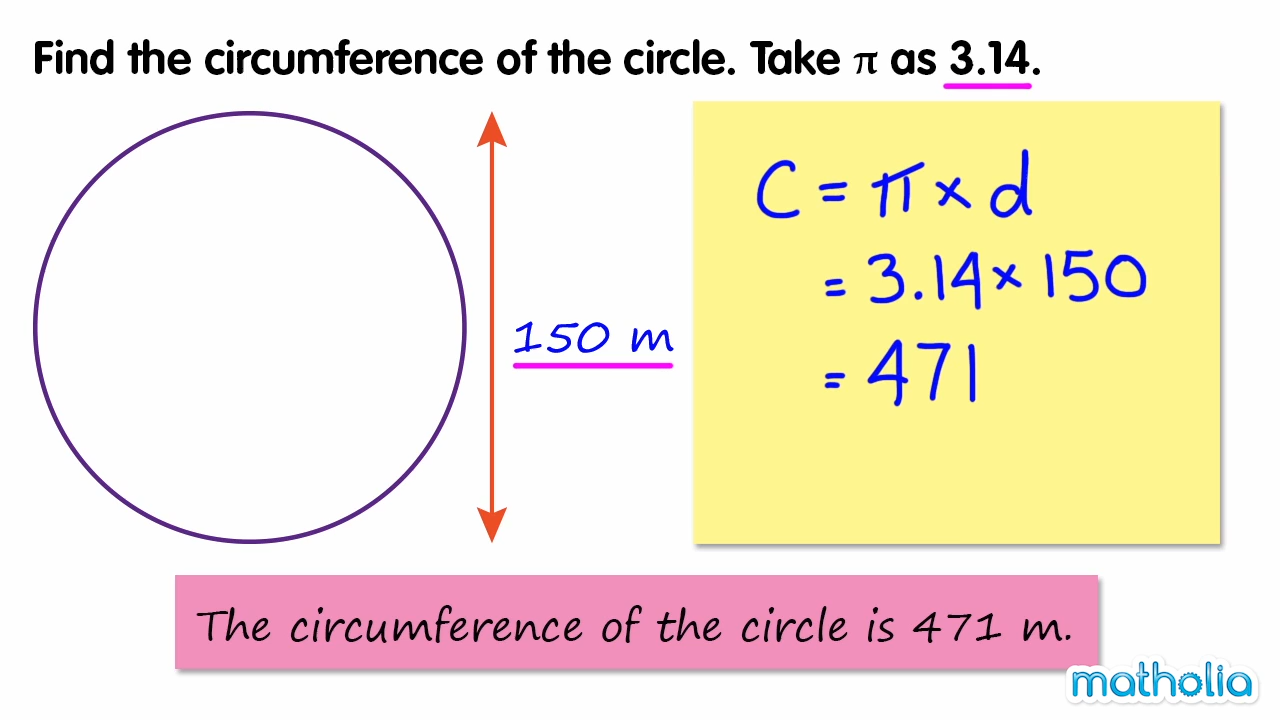 Find the circumference of the circle. Take π as 3.14.
150 m
C = π × d
= 3.14 × 150
= 471
The circumference of the circle is 471 m.
matholia